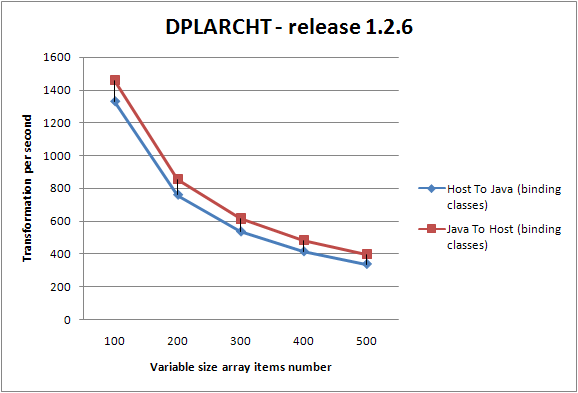 DPLARCHT - release 1.2.6
1600
1400
1200
1000
800
600
400
200
0
Transformation per second
100 200 300 400 500
Variable size array items number
Host To Java (binding
classes)
Java To Host (binding
classes)